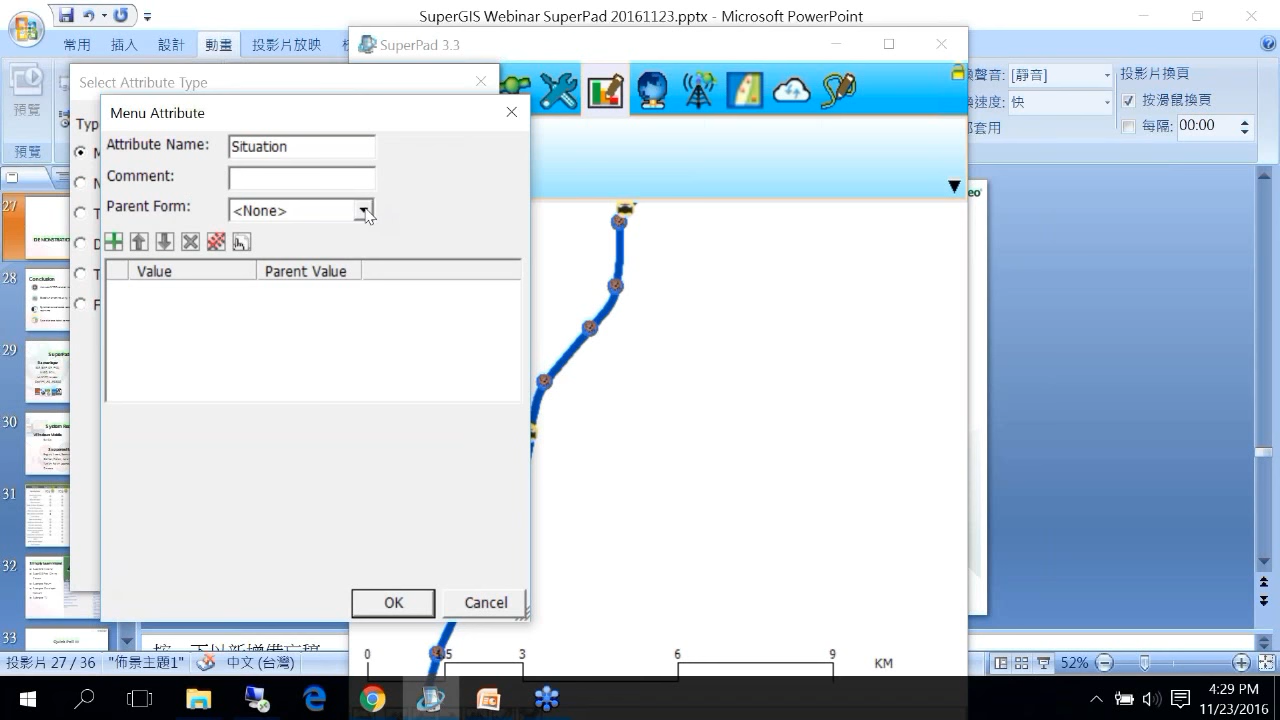 SuperGIS Webinar SuperPad 20161123.pptx - Microsoft PowerPoint
常用 插入 設計 動畫 投影片放映
預覽
預覽
[靜音]
投影片換頁
快
按滑鼠換頁
每隔: 00:00
SuperPad 3.3
Select Attribute Type
Typ
Menu Attribute
Attribute Name: Situation
Comment:
Parent Form: <None>
Value Parent Value
OK Cancel
27
28
Conclusion
29
30
31
32
33
0 3 6 9 KM
投影片 27 / 36 "佈景主題1" 中文 (台灣) 52%
4:29 PM
11/23/2016